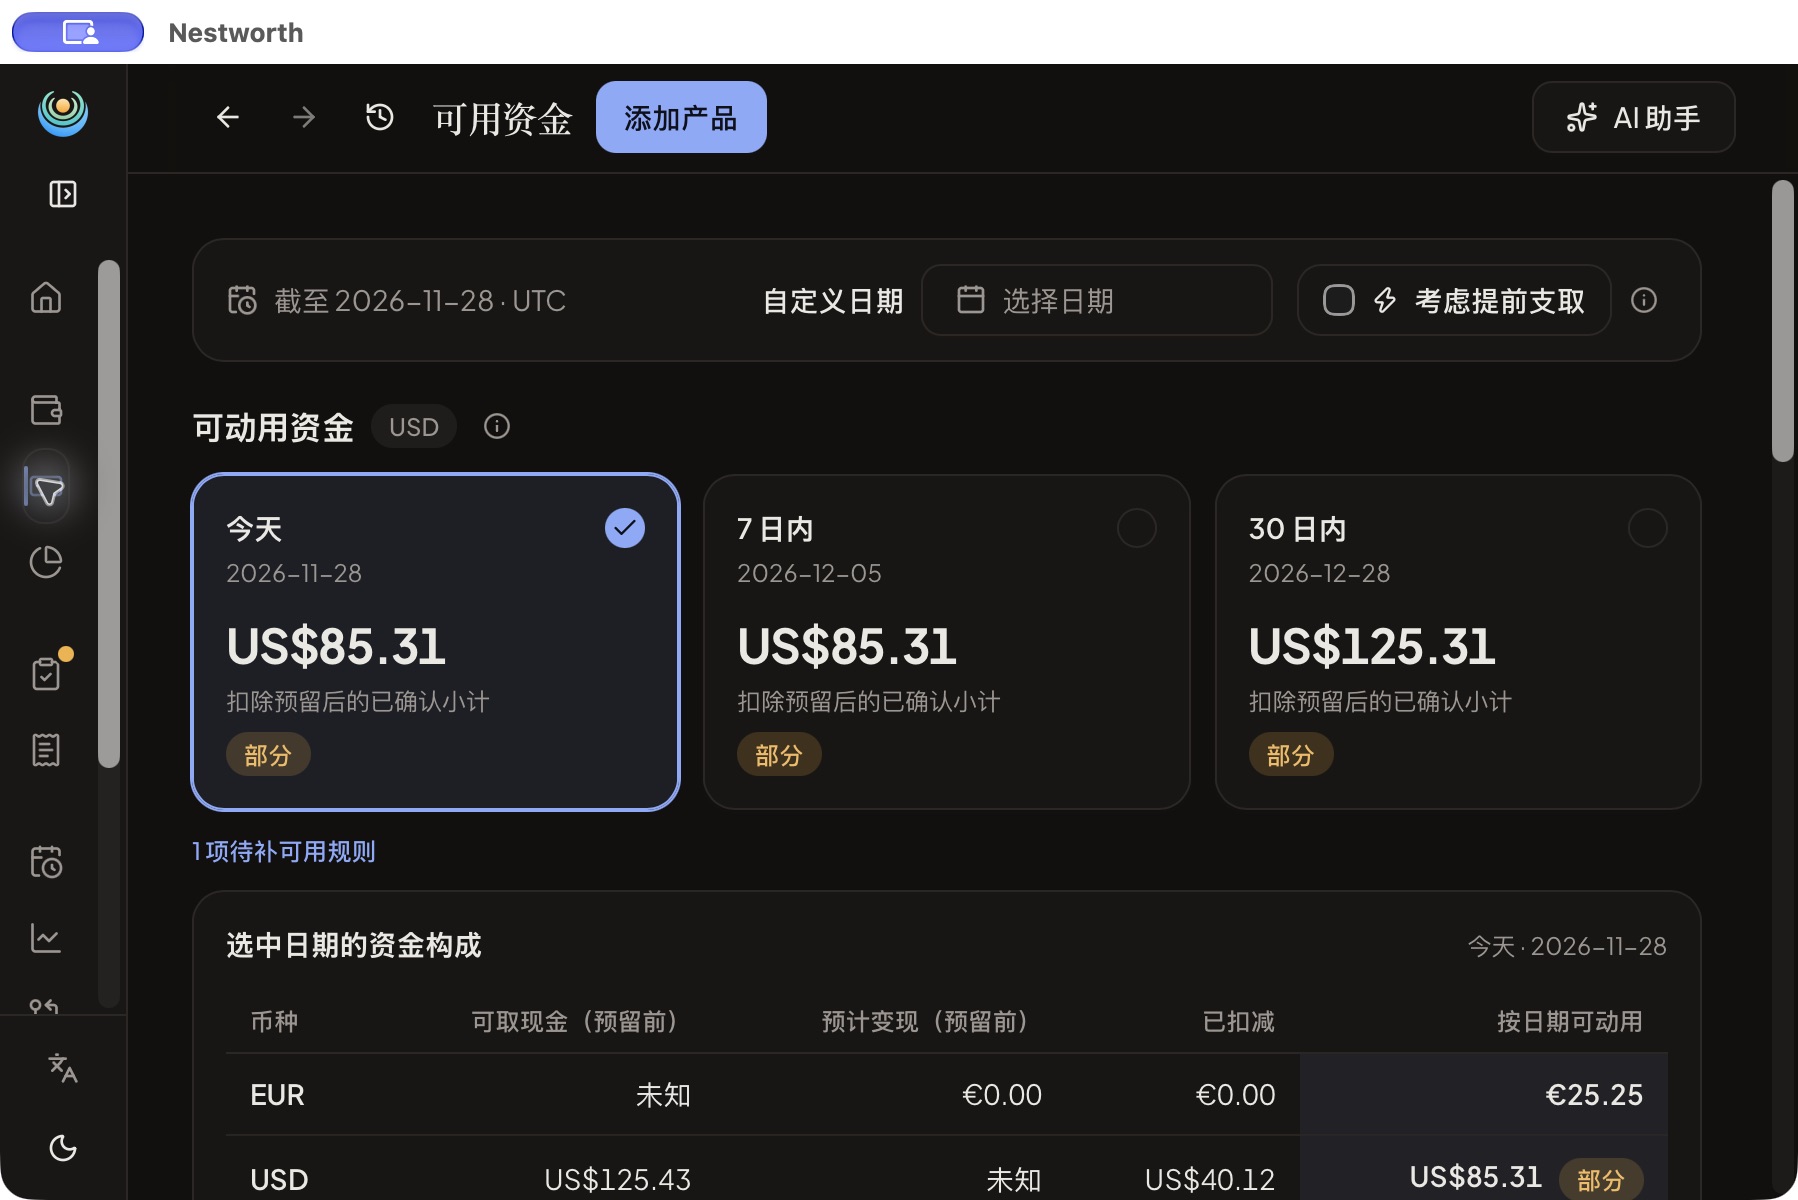 Nestworth
可用资金
添加产品
AI 助手
截至 2026-11-28 · UTC
自定义日期
选择日期
考虑提前支取
可动用资金
USD
今天
2026-11-28
US$85.31
扣除预留后的已确认小计
部分
7 日内
2026-12-05
US$85.31
扣除预留后的已确认小计
部分
30 日内
2026-12-28
US$125.31
扣除预留后的已确认小计
部分
1 项待补可用规则
选中日期的资金构成
今天 · 2026-11-28
币种 可取现金（预留前） 预计变现（预留前） 已扣减 按日期可动用
EUR 未知 €0.00 €0.00 €25.25
USD US$125.43 未知 US$40.12 US$85.31 部分